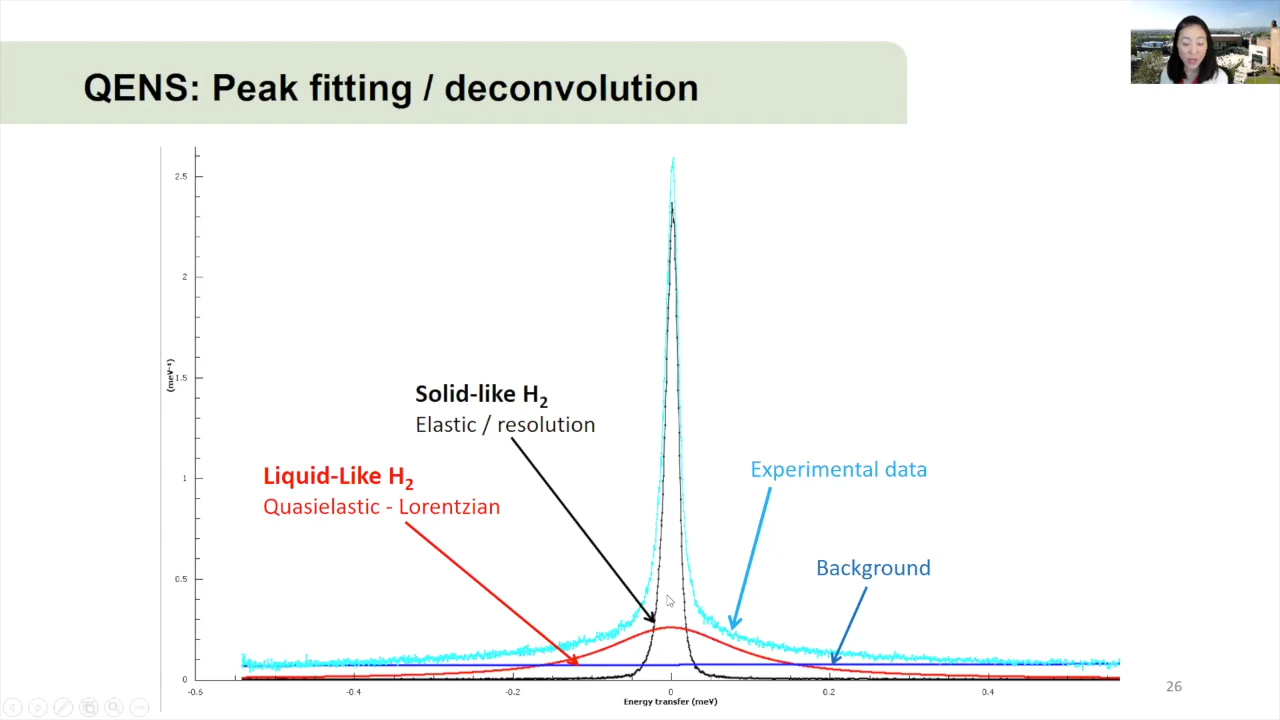 QENS: Peak fitting / deconvolution
2.5
2
(meV⁻¹)
1.5
1
0.5
0
Solid-like H₂
Elastic / resolution
Liquid-Like H₂
Quasielastic - Lorentzian
Experimental data
Background
-0.6
-0.4
-0.2
0
0.2
0.4
Energy transfer (meV)
26